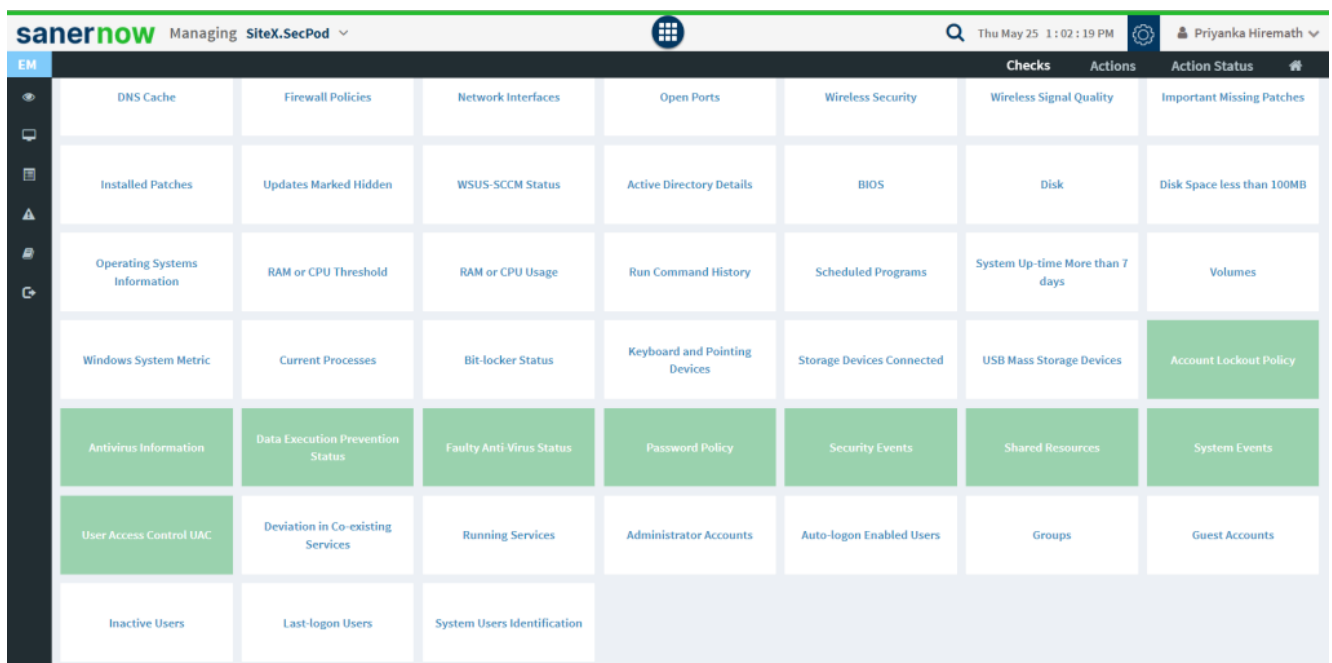 sanernow Managing SiteX.SecPod Thu May 25 1:02:19 PM Priyanka Hiremath
EM Checks Actions Action Status
DNS Cache Firewall Policies Network Interfaces Open Ports Wireless Security Wireless Signal Quality Important Missing Patches
Installed Patches Updates Marked Hidden WSUS-SCCM Status Active Directory Details BIOS Disk Disk Space less than 100MB
Operating Systems
Information
RAM or CPU Threshold RAM or CPU Usage Run Command History Scheduled Programs
System Up-time More than 7
days
Volumes
Windows System Metric Current Processes Bit-locker Status
Keyboard and Pointing
Devices
Storage Devices Connected USB Mass Storage Devices Account Lockout Policy
Antivirus Information
Data Execution Prevention
Status
Faulty Anti-Virus Status Password Policy Security Events Shared Resources System Events
User Access Control UAC
Deviation in Co-existing
Services
Running Services Administrator Accounts Auto-logon Enabled Users Groups Guest Accounts
Inactive Users Last-logon Users System Users Identification